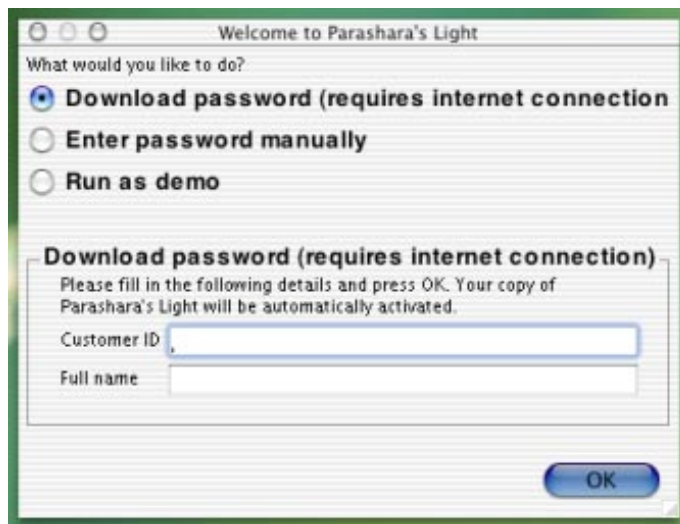 Welcome to Parashara's Light
What would you like to do?
Download password (requires internet connection
Enter password manually
Run as demo
Download password (requires internet connection)
Please fill in the following details and press OK. Your copy of
Parashara's Light will be automatically activated.
Customer ID
Full name
OK